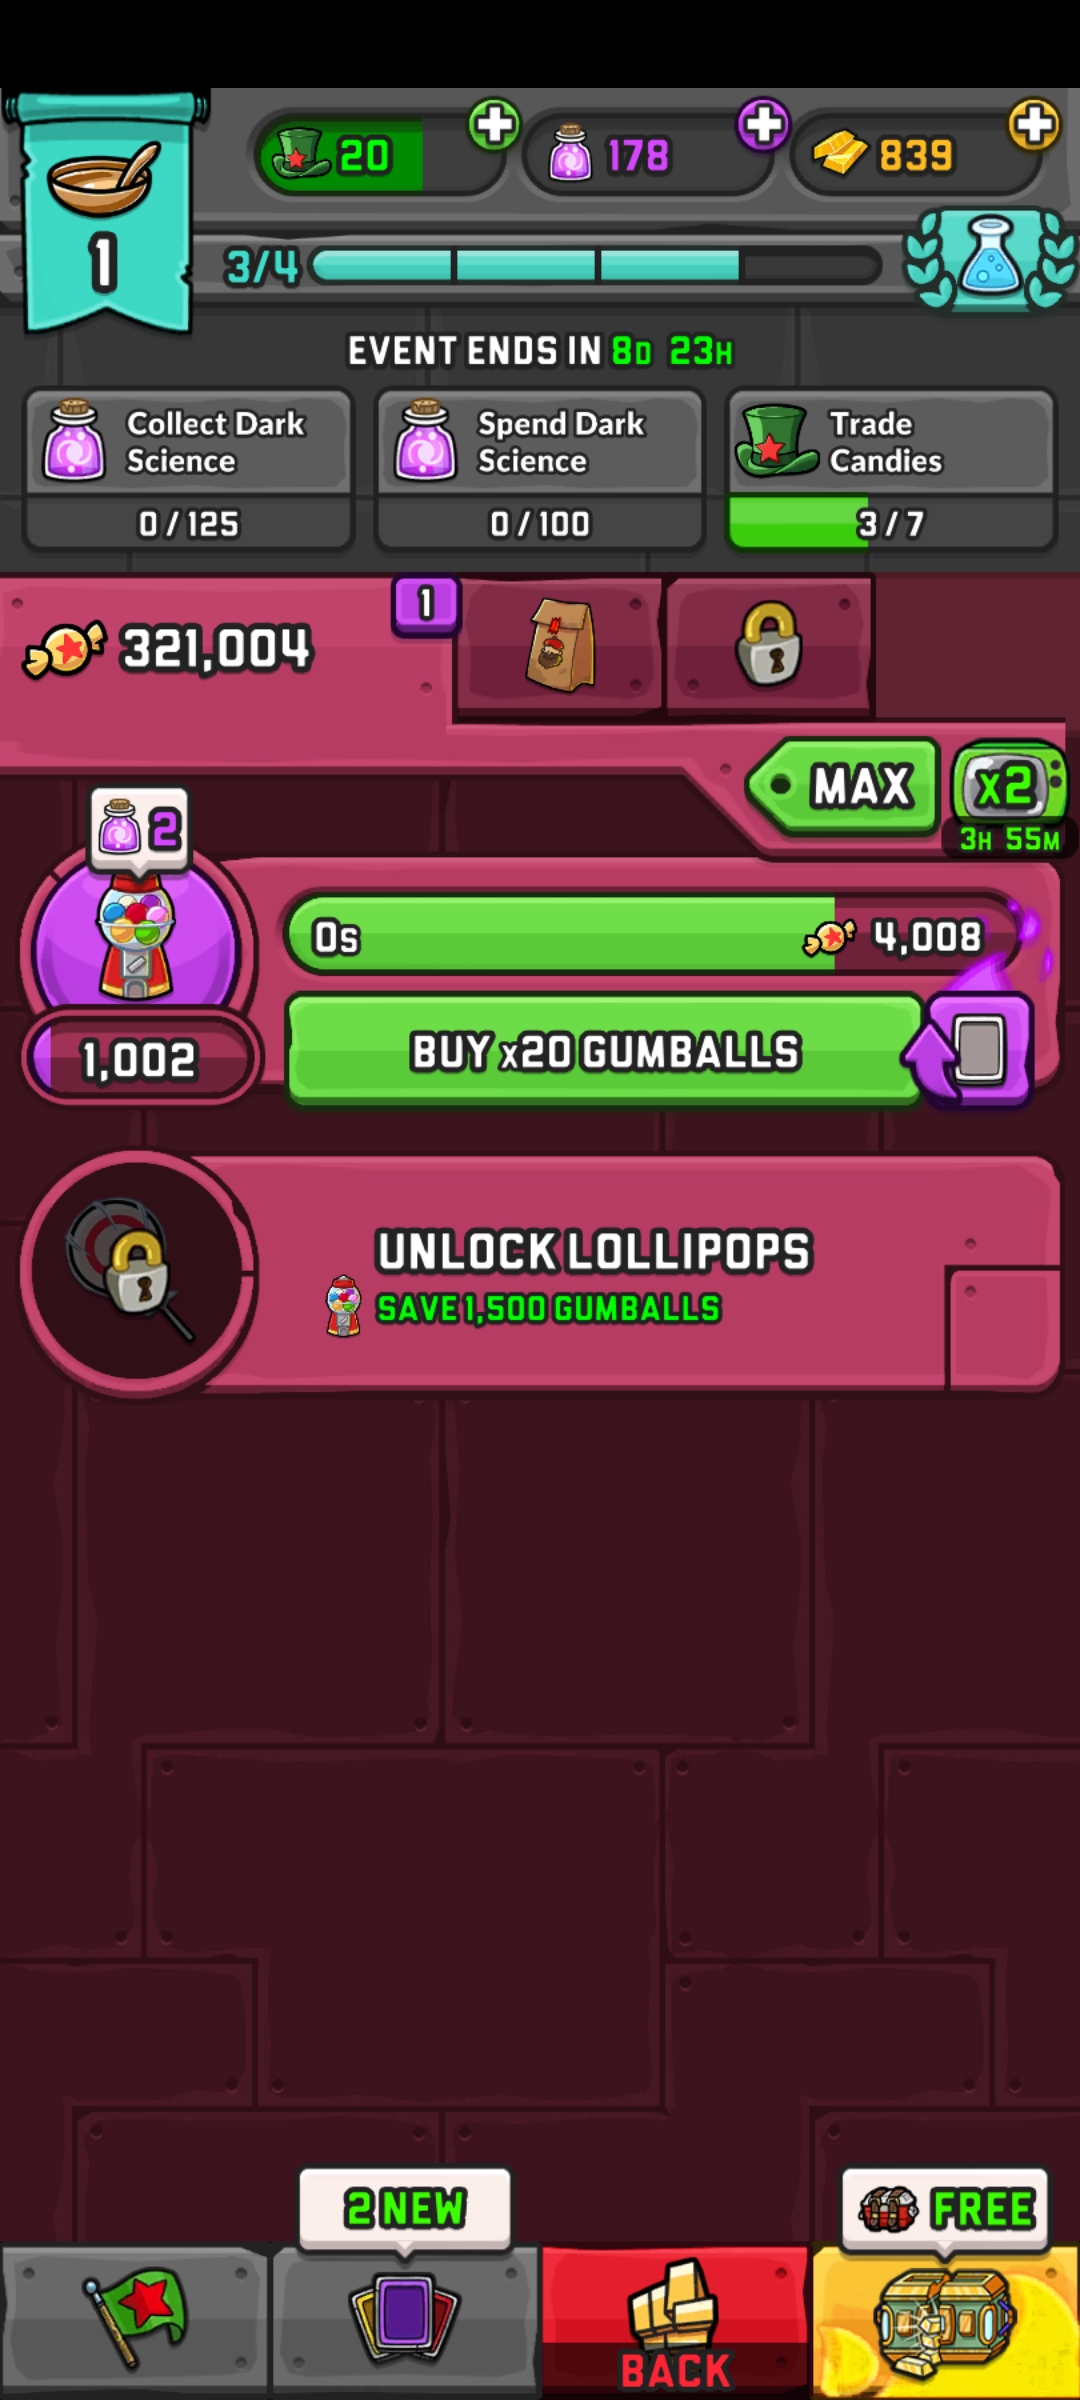 20
178
839
1
3/4
EVENT ENDS IN 8D 23H
Collect Dark
Science
0 / 125
Spend Dark
Science
0 / 100
Trade
Candies
3 / 7
321,004
1
MAX
x2
3H 55M
2
0s
4,008
1,002
BUY x20 GUMBALLS
UNLOCK LOLLIPOPS
SAVE 1,500 GUMBALLS
2 NEW
FREE
BACK